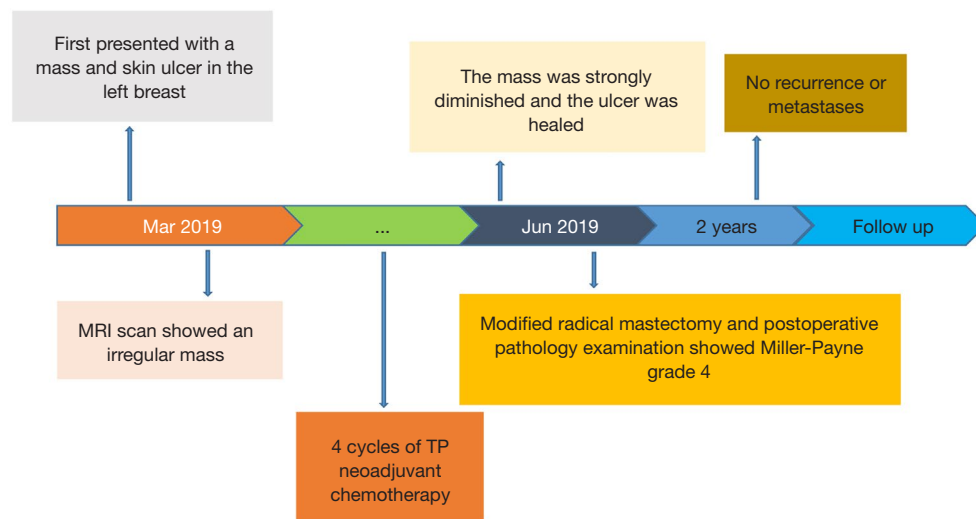 First presented with a
mass and skin ulcer in the
left breast
The mass was strongly
diminished and the ulcer was
healed
No recurrence or
metastases
Mar 2019
...
Jun 2019
2 years
Follow up
MRI scan showed an
irregular mass
Modified radical mastectomy and postoperative
pathology examination showed Miller-Payne
grade 4
4 cycles of TP
neoadjuvant
chemotherapy